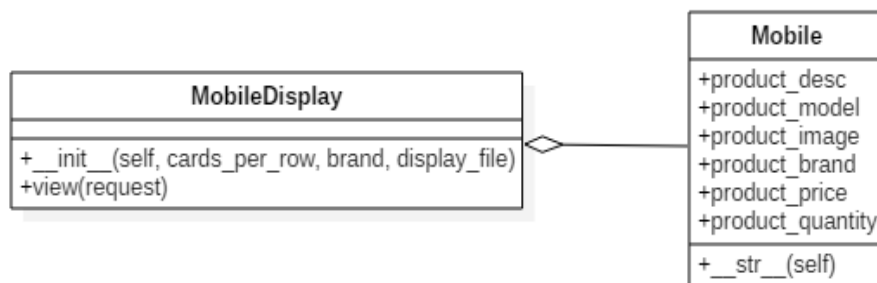 MobileDisplay
+__init__(self, cards_per_row, brand, display_file)
+view(request)
Mobile
+product_desc
+product_model
+product_image
+product_brand
+product_price
+product_quantity
+__str__(self)